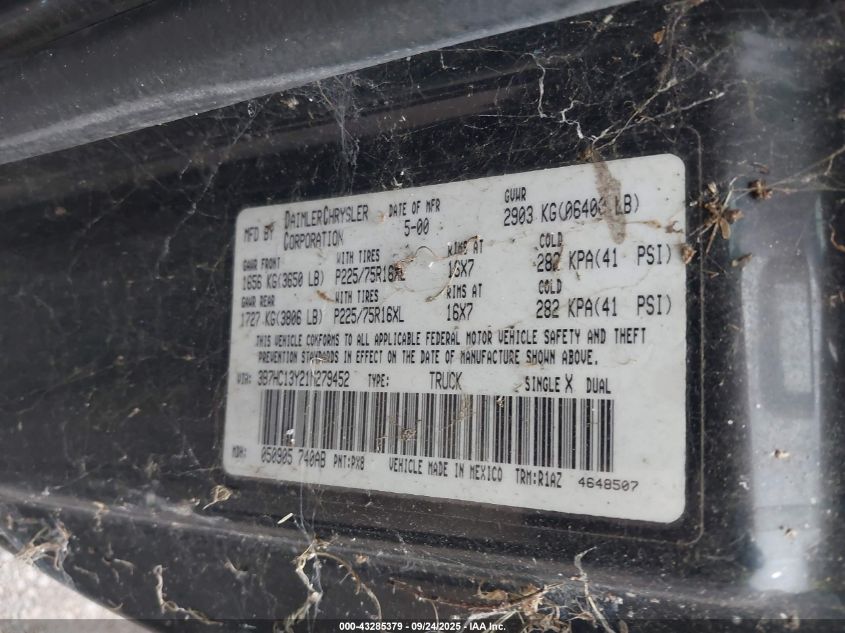 MFD BY DAIMLERCHRYSLER CORPORATION DATE OF MFR 5-00 GVWR 2903 KG(06400 LB)
GAWR FRONT WITH TIRES RIMS AT COLD
1656 KG(3650 LB) P225/75R16XL 16X7 282 KPA(41 PSI)
GAWR REAR WITH TIRES RIMS AT COLD
1727 KG(3806 LB) P225/75R16XL 16X7 282 KPA(41 PSI)
THIS VEHICLE CONFORMS TO ALL APPLICABLE FEDERAL MOTOR VEHICLE SAFETY AND THEFT
PREVENTION STANDARDS IN EFFECT ON THE DATE OF MANUFACTURE SHOWN ABOVE.
VIN: 3B7HC13Y21M279452 TYPE: TRUCK SINGLE X DUAL
MDH: 050905 740AB PNT:PX8 VEHICLE MADE IN MEXICO TRM:R1AZ 4648507
000-43285379 - 09/24/2025 - IAA, Inc.